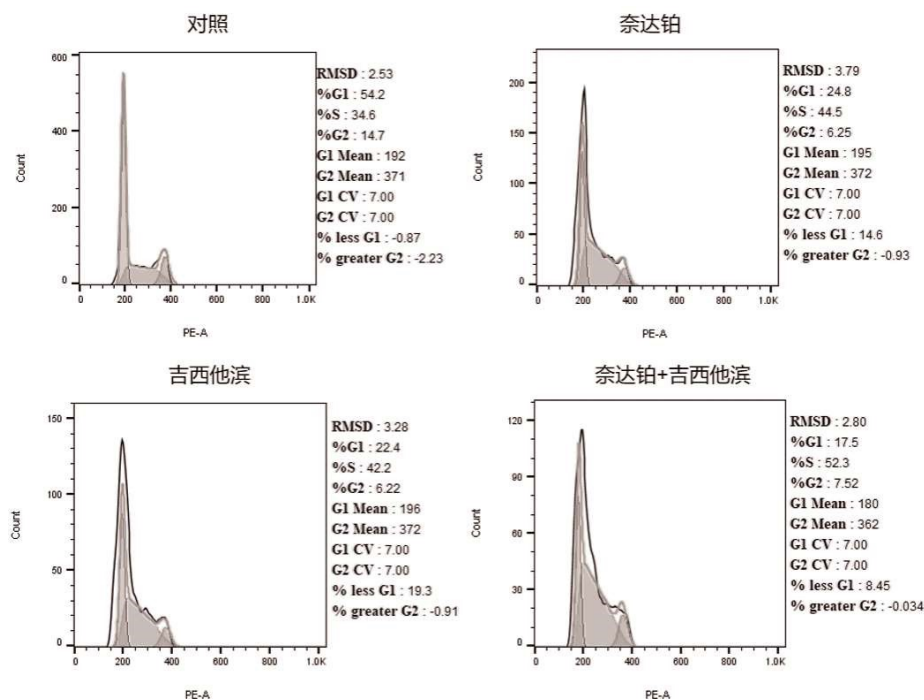 对照
600
400
200
0
Count
0 200 400 600 800 1.0K
PE-A
RMSD : 2.53
%G1 : 54.2
%S : 34.6
%G2 : 14.7
G1 Mean : 192
G2 Mean : 371
G1 CV : 7.00
G2 CV : 7.00
% less G1 : -0.87
% greater G2 : -2.23
奈达铂
200
150
100
50
0
Count
0 200 400 600 800 1.0K
PE-A
RMSD : 3.79
%G1 : 24.8
%S : 44.5
%G2 : 6.25
G1 Mean : 195
G2 Mean : 372
G1 CV : 7.00
G2 CV : 7.00
% less G1 : 14.6
% greater G2 : -0.93
吉西他滨
150
100
50
0
Count
0 200 400 600 800 1.0K
PE-A
RMSD : 3.28
%G1 : 22.4
%S : 42.2
%G2 : 6.22
G1 Mean : 196
G2 Mean : 372
G1 CV : 7.00
G2 CV : 7.00
% less G1 : 19.3
% greater G2 : -0.91
奈达铂+吉西他滨
120
90
60
30
0
Count
0 200 400 600 800 1.0K
PE-A
RMSD : 2.80
%G1 : 17.5
%S : 52.3
%G2 : 7.52
G1 Mean : 180
G2 Mean : 362
G1 CV : 7.00
G2 CV : 7.00
% less G1 : 8.45
% greater G2 : -0.034